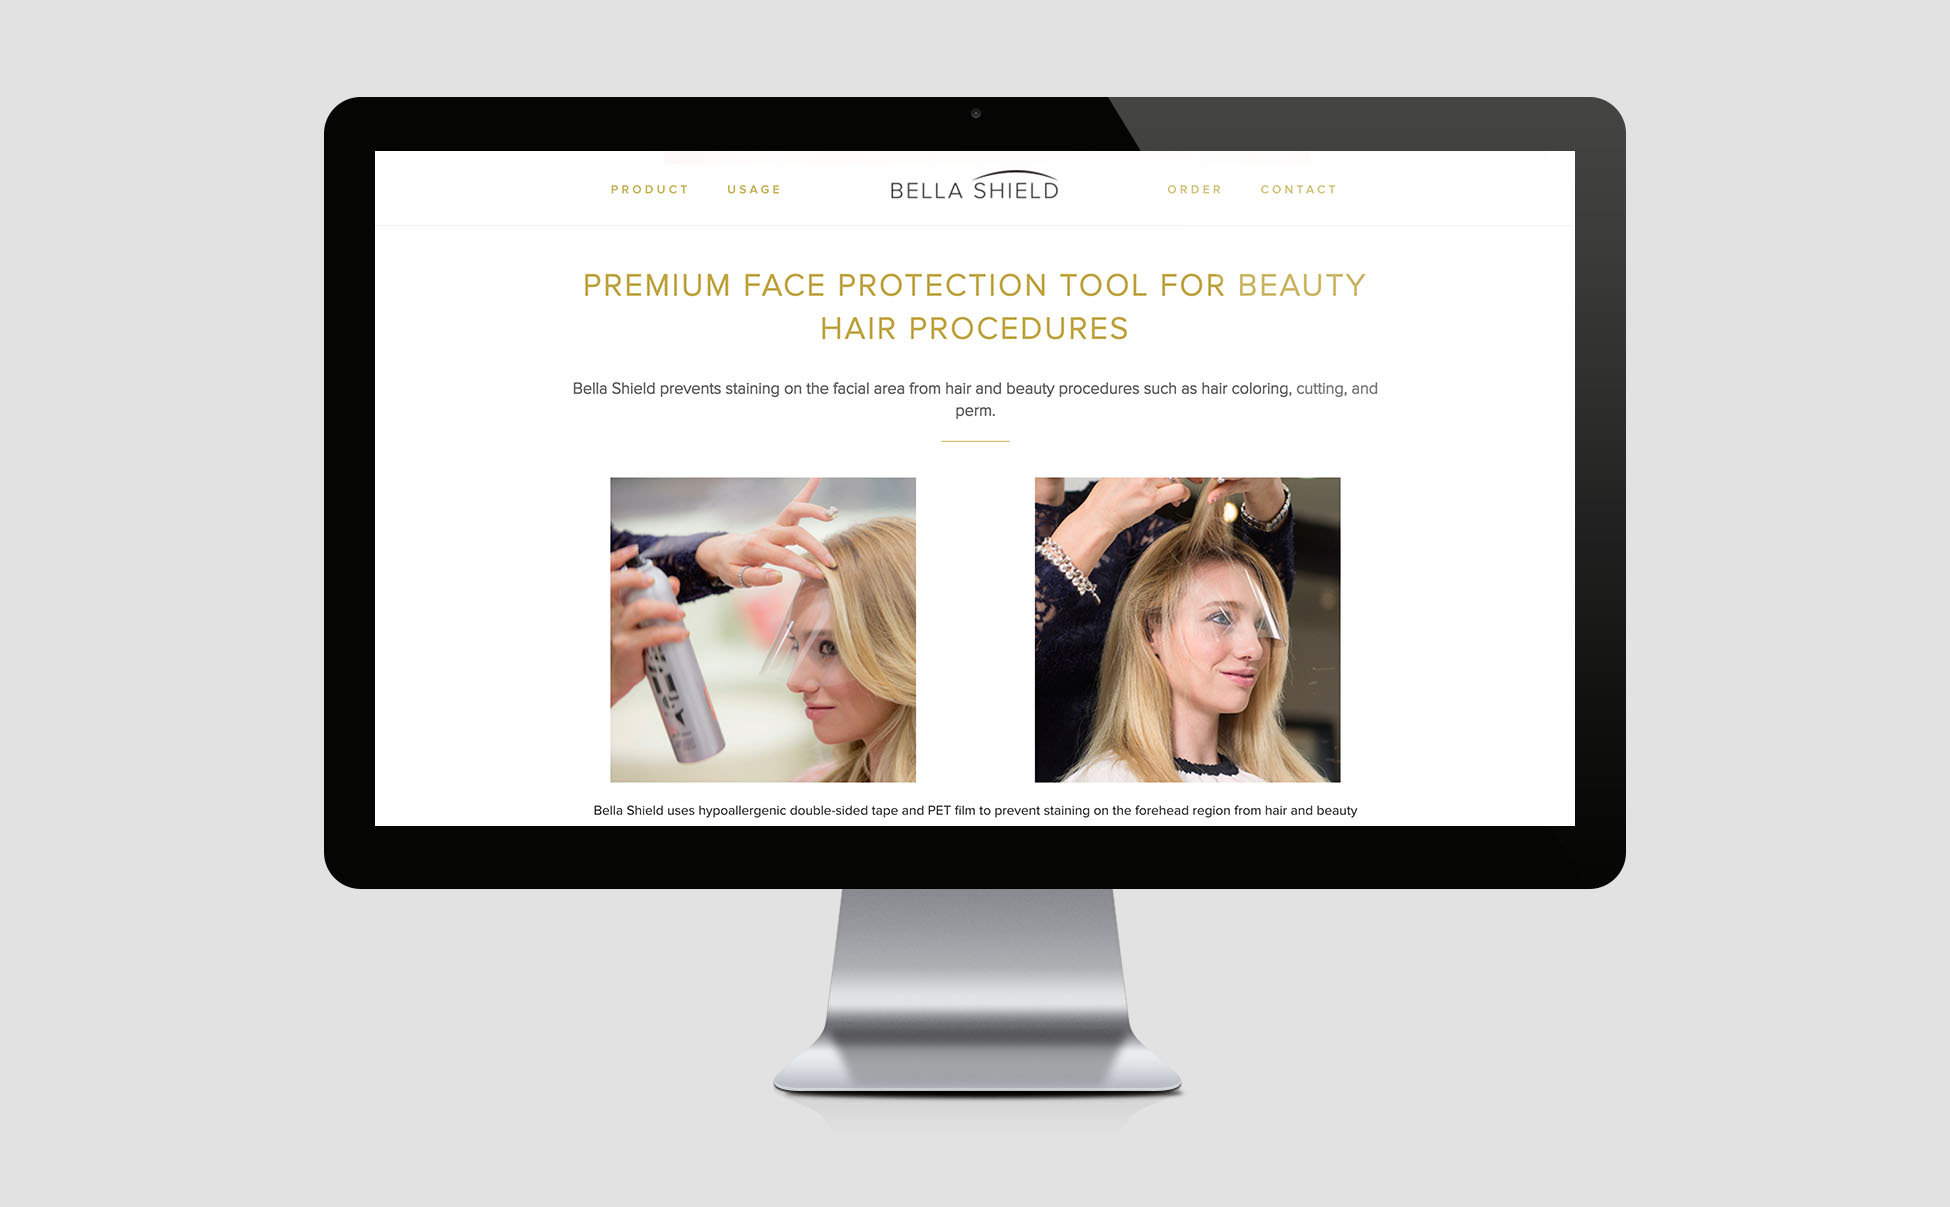 PRODUCT USAGE BELLA SHIELD ORDER CONTACT
PREMIUM FACE PROTECTION TOOL FOR BEAUTY
HAIR PROCEDURES
Bella Shield prevents staining on the facial area from hair and beauty procedures such as hair coloring, cutting, and
perm.
Bella Shield uses hypoallergenic double-sided tape and PET film to prevent staining on the forehead region from hair and beauty